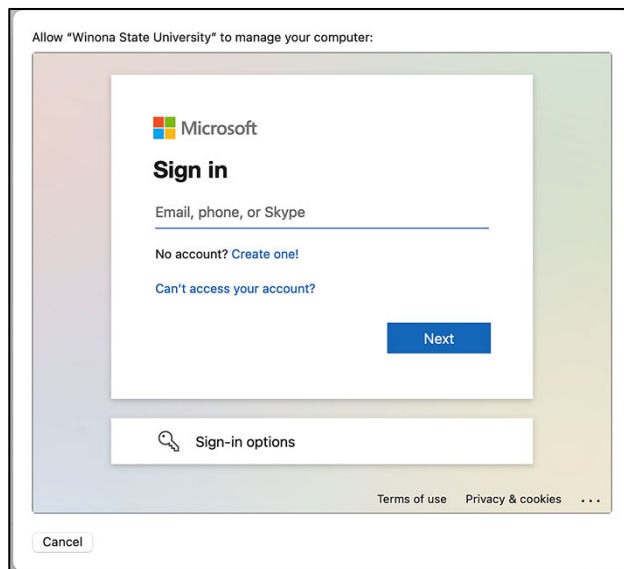 Allow “Winona State University” to manage your computer:
Microsoft
Sign in
Email, phone, or Skype
No account? Create one!
Can’t access your account?
Next
Sign-in options
Terms of use Privacy & cookies ...
Cancel